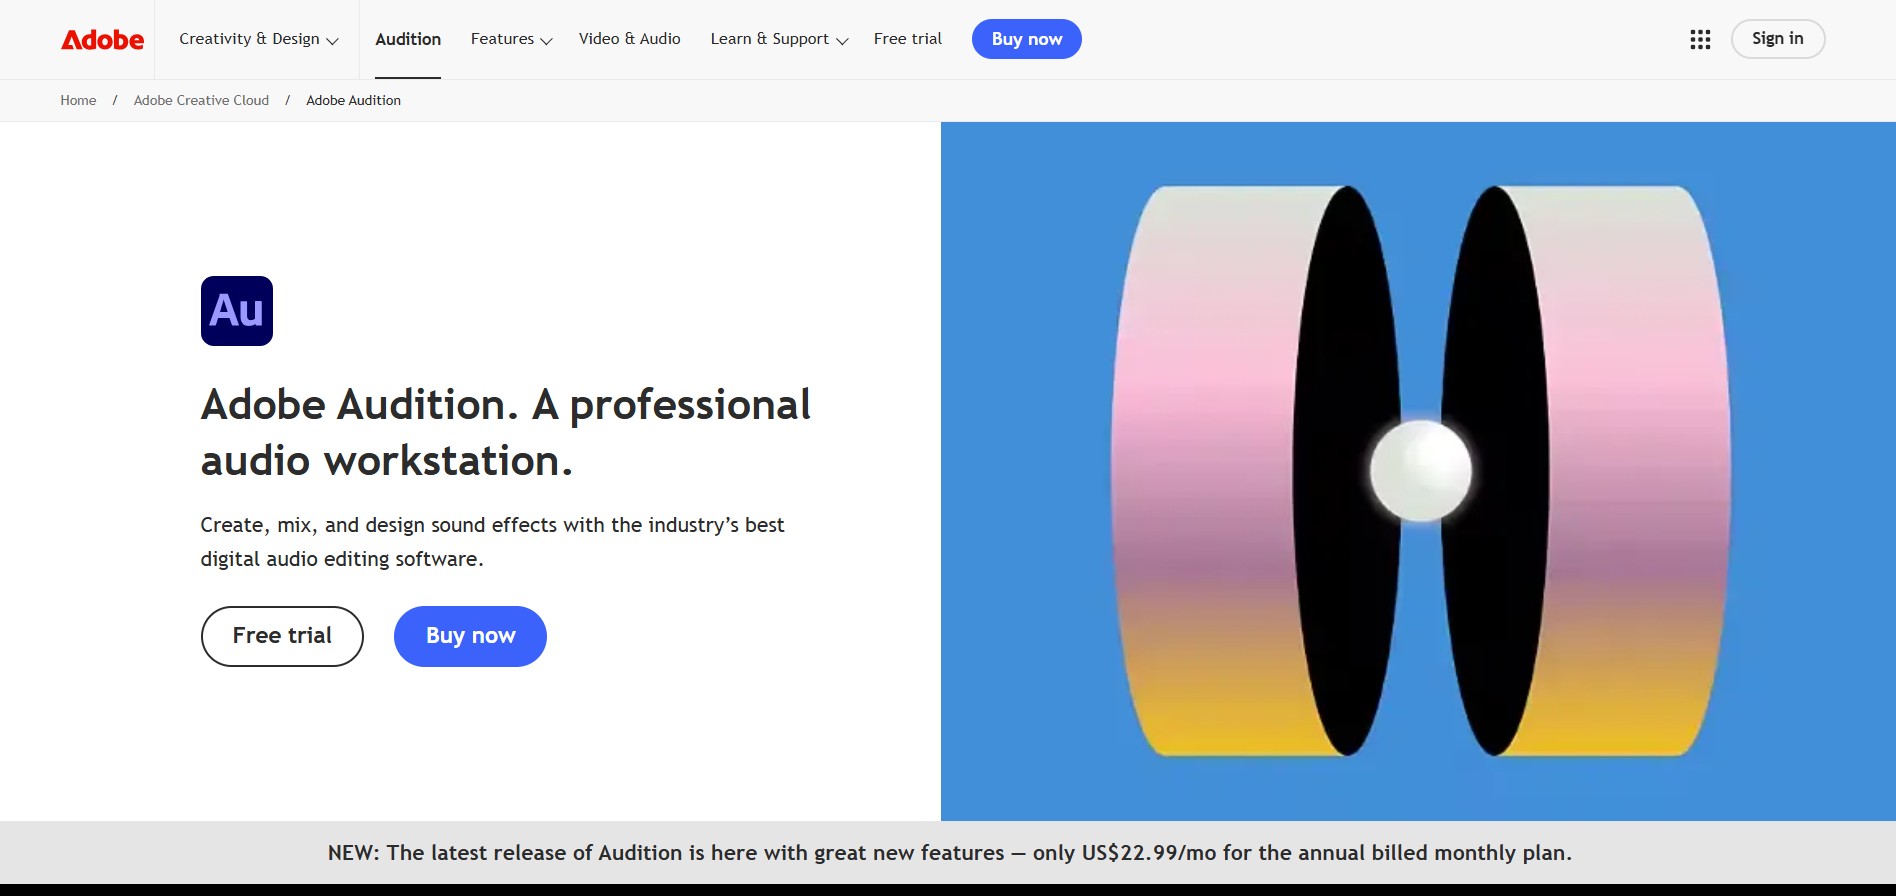 Adobe
Creativity & Design
Audition
Features
Video & Audio
Learn & Support
Free trial
Buy now
Sign in
Home / Adobe Creative Cloud / Adobe Audition
Au
Adobe Audition. A professional
audio workstation.
Create, mix, and design sound effects with the industry’s best
digital audio editing software.
Free trial
Buy now
NEW: The latest release of Audition is here with great new features — only US$22.99/mo for the annual billed monthly plan.